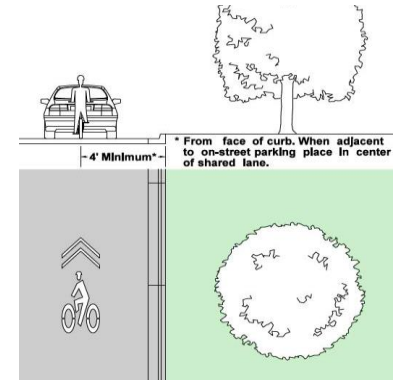 4' Minimum*
* From face of curb. When adjacent
to on-street parking place in center
of shared lane.